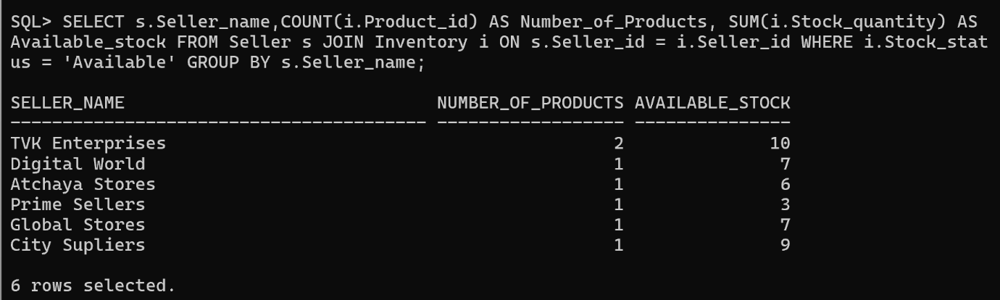 SQL> SELECT s.Seller_name,COUNT(i.Product_id) AS Number_of_Products, SUM(i.Stock_quantity) AS
Available_stock FROM Seller s JOIN Inventory i ON s.Seller_id = i.Seller_id WHERE i.Stock_stat
us = 'Available' GROUP BY s.Seller_name;

SELLER_NAME                              NUMBER_OF_PRODUCTS AVAILABLE_STOCK
---------------------------------------- ------------------ ---------------
TVK Enterprises                                           2              10
Digital World                                             1               7
Atchaya Stores                                            1               6
Prime Sellers                                             1               3
Global Stores                                             1               7
City Supliers                                             1               9

6 rows selected.